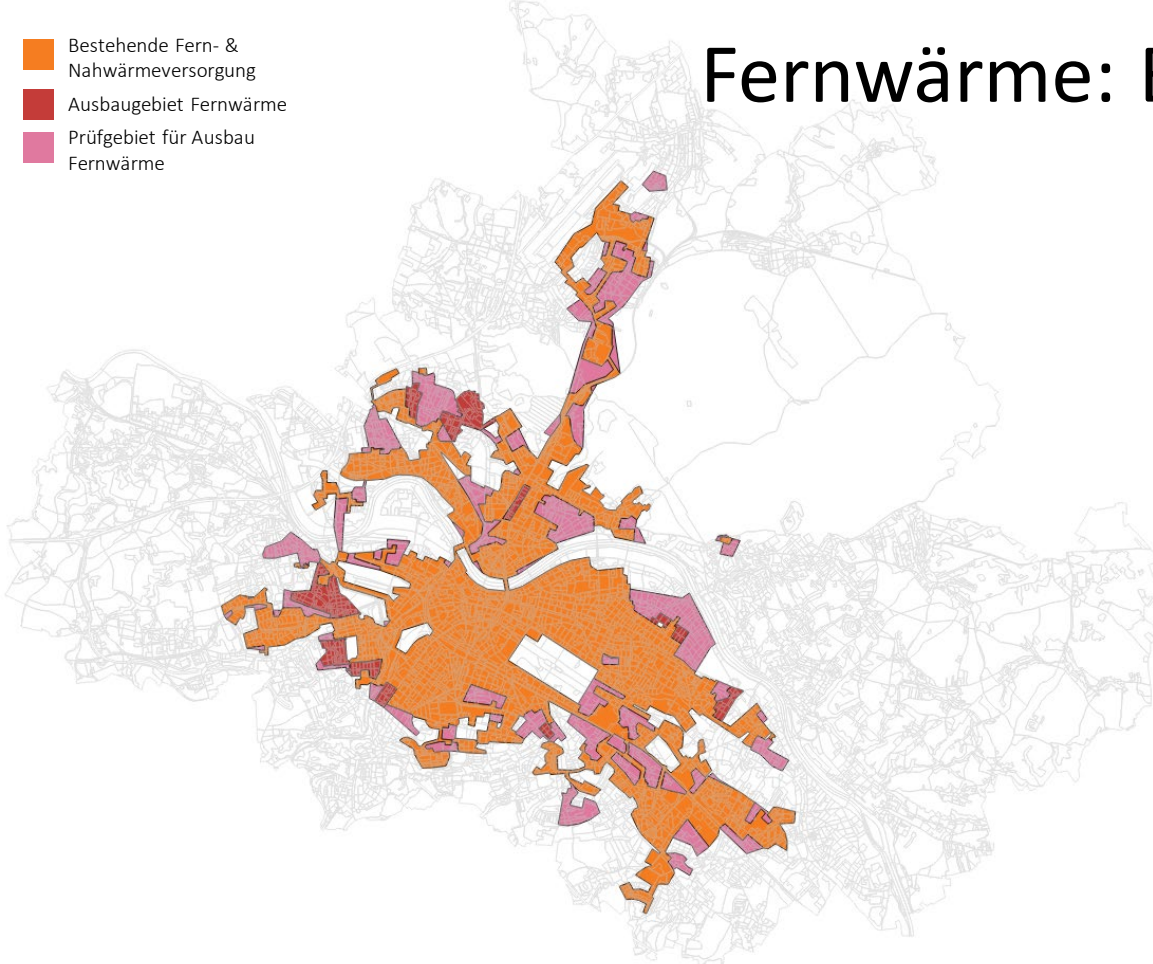 Fernwärme:
Bestehende Fern- &
Nahwärmeversorgung
Ausbaugebiet Fernwärme
Prüfgebiet für Ausbau
Fernwärme